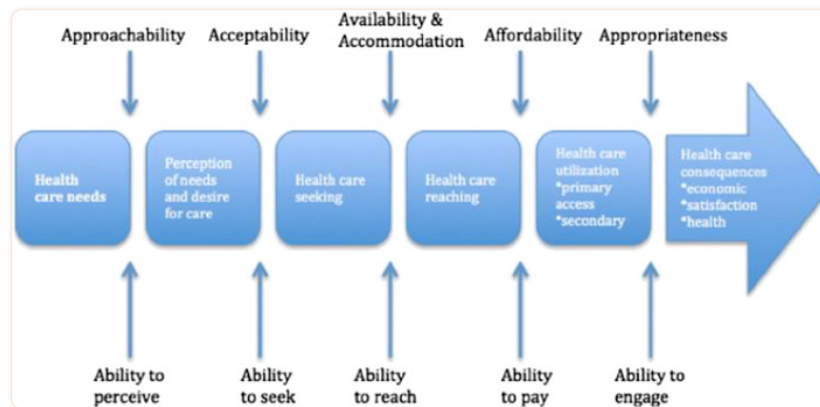 Approachability
Acceptability
Availability &
Accommodation
Affordability
Appropriateness
Health
care needs
Perception
of needs
and desire
for care
Health care
seeking
Health care
reaching
Health care
utilization
*primary
access
*secondary
Health care
consequences
*economic
*satisfaction
*health
Ability to
perceive
Ability
to seek
Ability
to reach
Ability
to pay
Ability to
engage